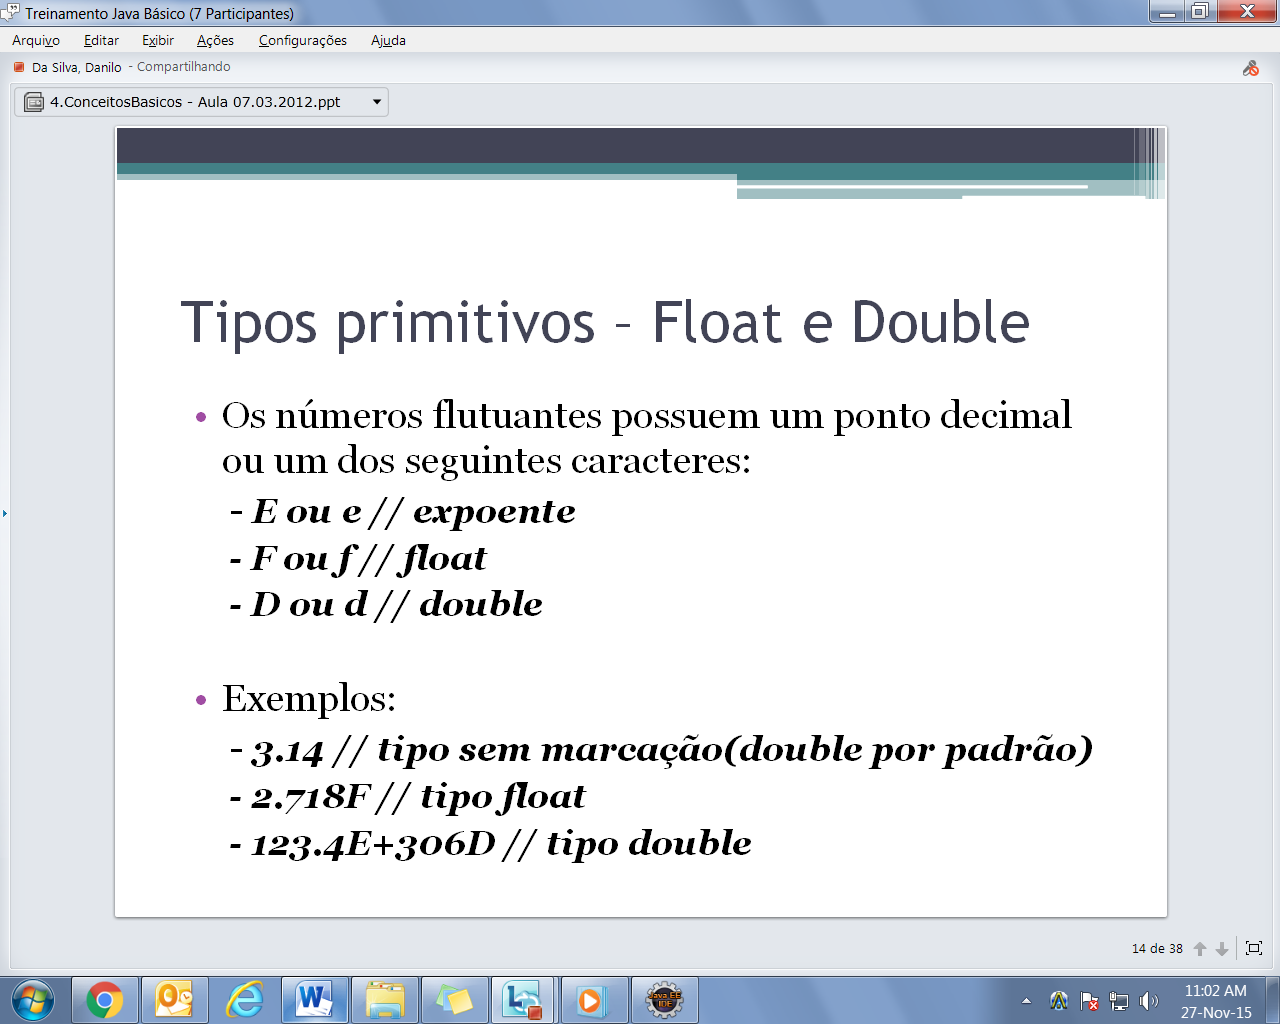 Treinamento Java Básico (7 Participantes)
Arquivo Editar Exibir Ações Configurações Ajuda
Da Silva, Danilo - Compartilhando
4.ConceitosBasicos - Aula 07.03.2012.ppt
Tipos primitivos – Float e Double
• Os números flutuantes possuem um ponto decimal
ou um dos seguintes caracteres:
- E ou e // expoente
- F ou f // float
- D ou d // double
• Exemplos:
- 3.14 // tipo sem marcação(double por padrão)
- 2.718F // tipo float
- 123.4E+306D // tipo double
14 de 38
Java EE
IDE
11:02 AM
27-Nov-15